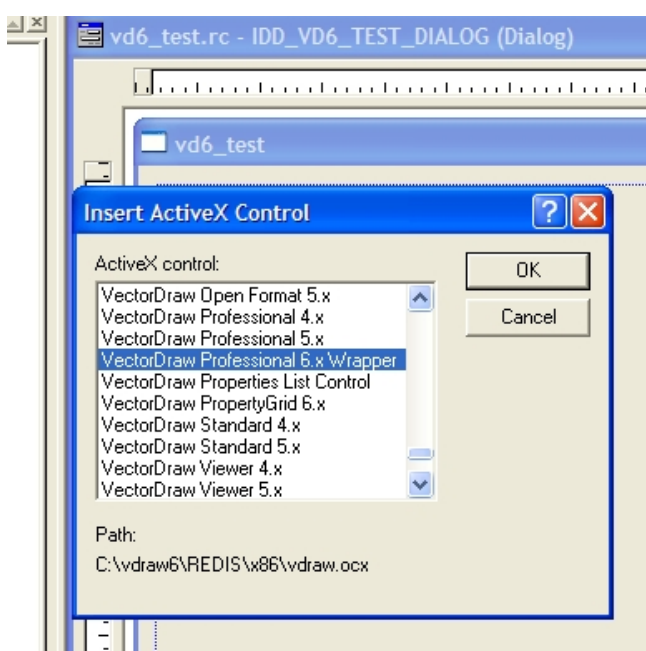 vd6_test.rc - IDD_VD6_TEST_DIALOG (Dialog)
vd6_test
Insert ActiveX Control
ActiveX control:
OK
Cancel
VectorDraw Open Format 5.x
VectorDraw Professional 4.x
VectorDraw Professional 5.x
VectorDraw Professional 6.x Wrapper
VectorDraw Properties List Control
VectorDraw PropertyGrid 6.x
VectorDraw Standard 4.x
VectorDraw Standard 5.x
VectorDraw Viewer 4.x
VectorDraw Viewer 5.x
Path:
C:\vdraw6\REDIS\x86\vdraw.ocx